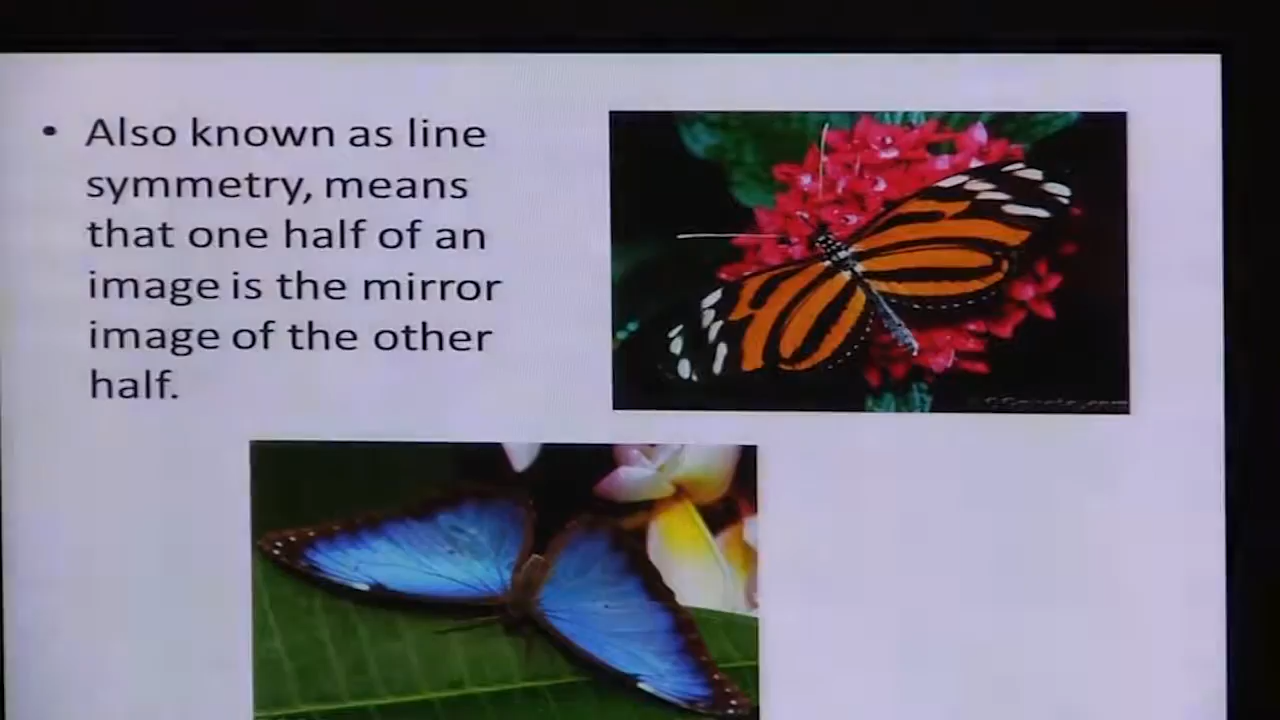 • Also known as line
symmetry, means
that one half of an
image is the mirror
image of the other
half.